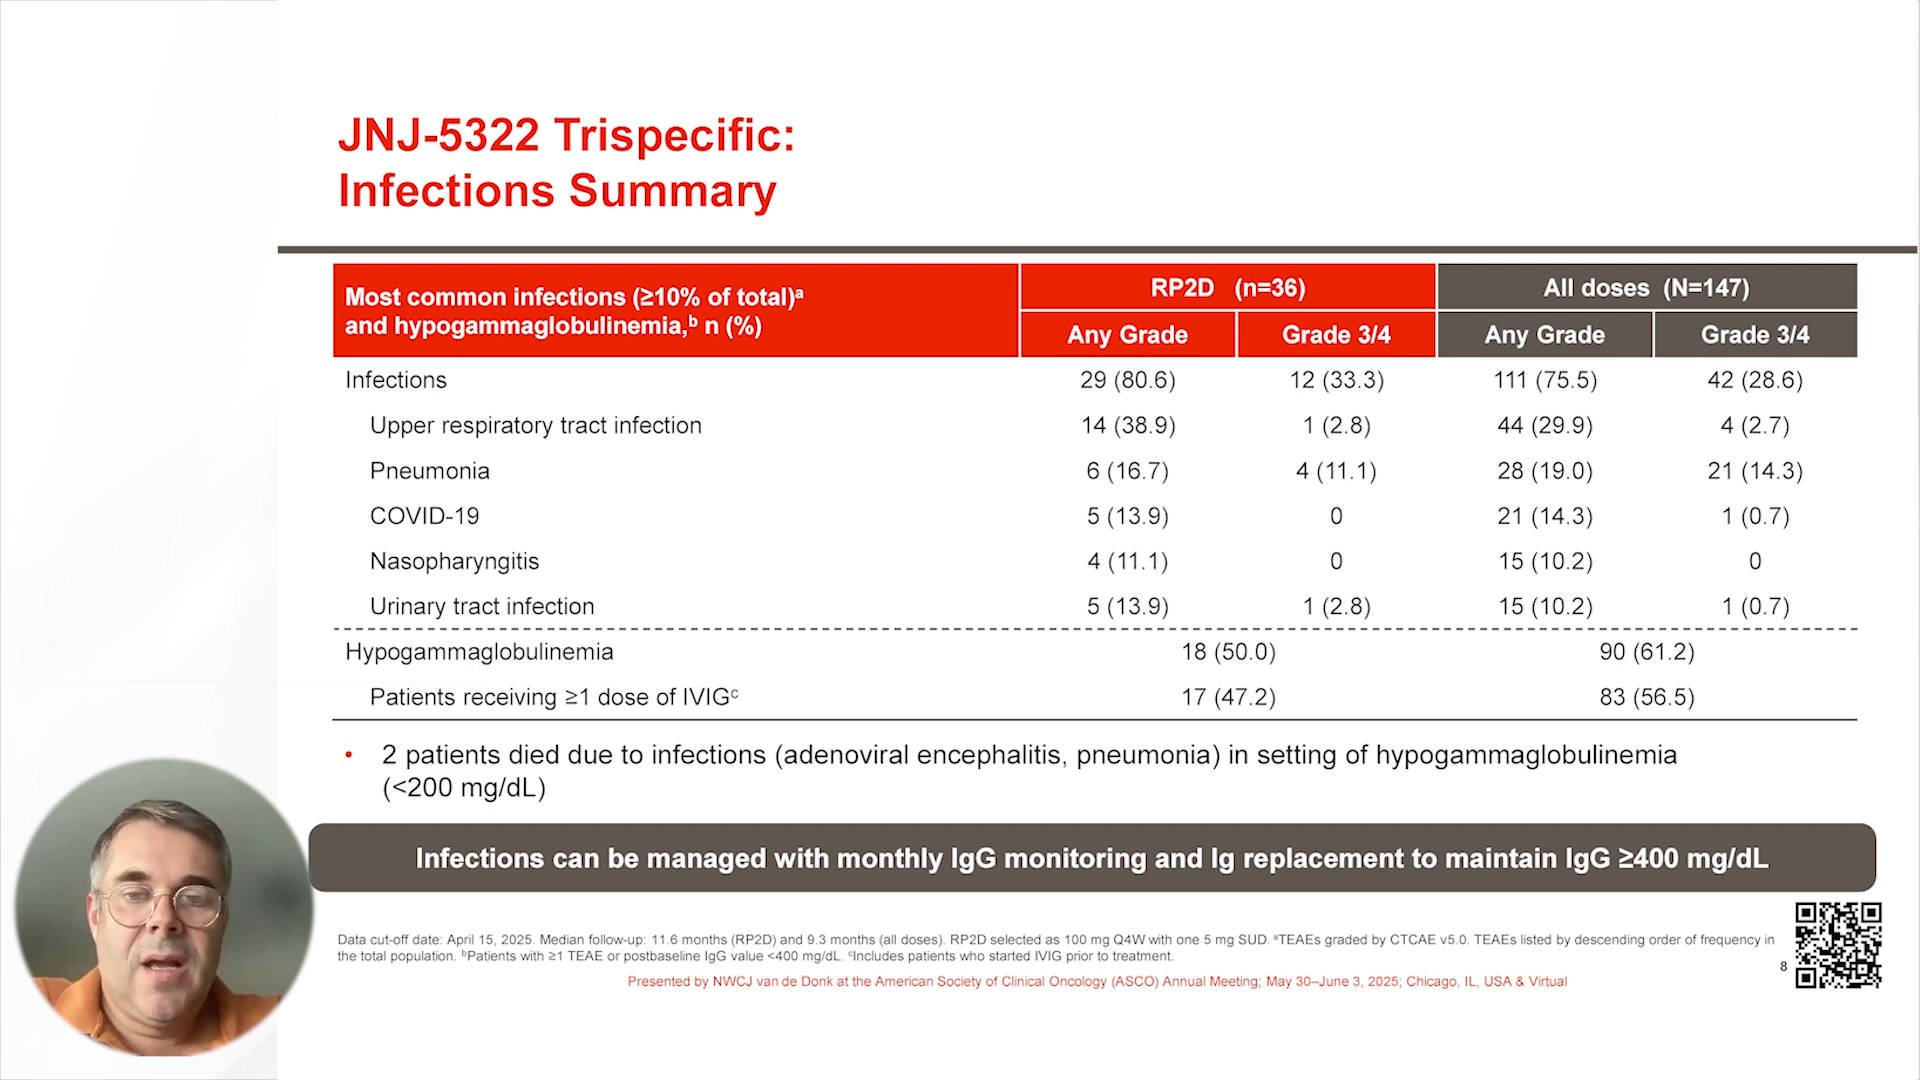 JNJ-5322 Trispecific:
Infections Summary
Most common infections (≥10% of total)ᵃ
and hypogammaglobulinemia,ᵇ n (%)
RP2D (n=36)
All doses (N=147)
Any Grade
Grade 3/4
Any Grade
Grade 3/4
Infections 29 (80.6) 12 (33.3) 111 (75.5) 42 (28.6)
Upper respiratory tract infection 14 (38.9) 1 (2.8) 44 (29.9) 4 (2.7)
Pneumonia 6 (16.7) 4 (11.1) 28 (19.0) 21 (14.3)
COVID-19 5 (13.9) 0 21 (14.3) 1 (0.7)
Nasopharyngitis 4 (11.1) 0 15 (10.2) 0
Urinary tract infection 5 (13.9) 1 (2.8) 15 (10.2) 1 (0.7)
Hypogammaglobulinemia 18 (50.0) 90 (61.2)
Patients receiving ≥1 dose of IVIGᶜ 17 (47.2) 83 (56.5)
• 2 patients died due to infections (adenoviral encephalitis, pneumonia) in setting of hypogammaglobulinemia
(<200 mg/dL)
Infections can be managed with monthly IgG monitoring and Ig replacement to maintain IgG ≥400 mg/dL
Data cut-off date: April 15, 2025. Median follow-up: 11.6 months (RP2D) and 9.3 months (all doses). RP2D selected as 100 mg Q4W with one 5 mg SUD. ᵃTEAEs graded by CTCAE v5.0. TEAEs listed by descending order of frequency in
the total population. ᵇPatients with ≥1 TEAE or postbaseline IgG value <400 mg/dL. ᶜIncludes patients who started IVIG prior to treatment.
8
Presented by NWCJ van de Donk at the American Society of Clinical Oncology (ASCO) Annual Meeting; May 30–June 3, 2025; Chicago, IL, USA & Virtual